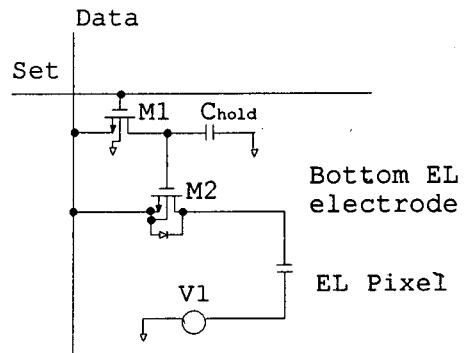 Data
Set
M1
Chold
M2
Bottom EL
electrode
EL Pixel
V1